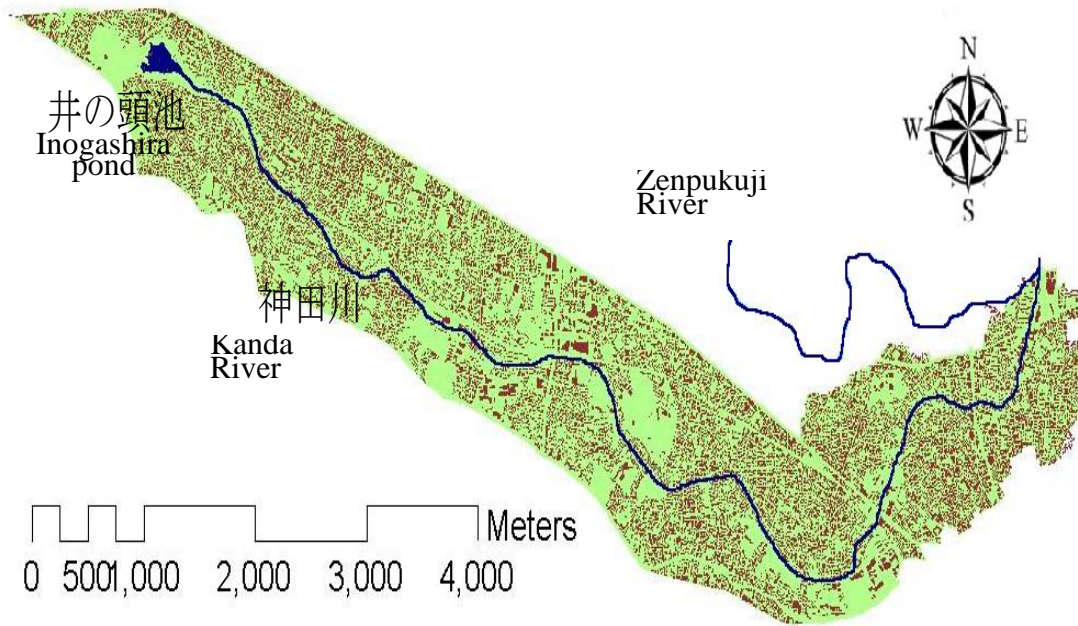 井の頭池
Inogashira
pond
神田川
Kanda
River
Zenpukuji
River
N
W E
S
Meters
0 500 1,000 2,000 3,000 4,000